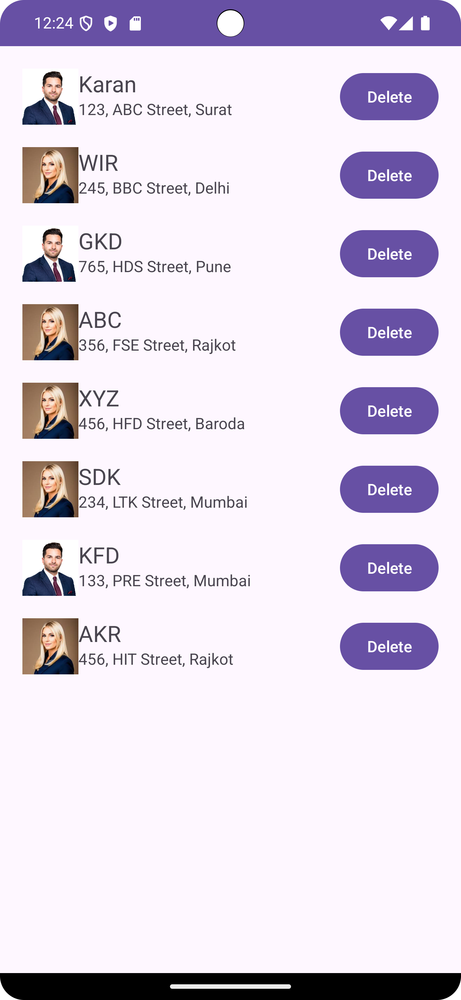 12:24
Karan
123, ABC Street, Surat
Delete
WIR
245, BBC Street, Delhi
Delete
GKD
765, HDS Street, Pune
Delete
ABC
356, FSE Street, Rajkot
Delete
XYZ
456, HFD Street, Baroda
Delete
SDK
234, LTK Street, Mumbai
Delete
KFD
133, PRE Street, Mumbai
Delete
AKR
456, HIT Street, Rajkot
Delete